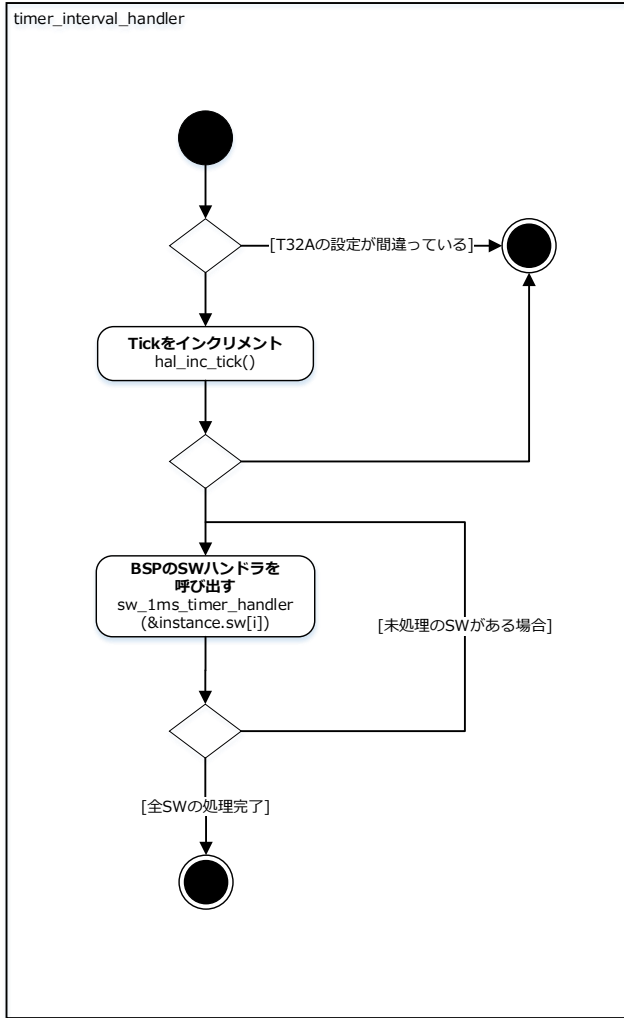 timer_interval_handler
[T32Aの設定が間違っている]
Tickをインクリメント
hal_inc_tick()
BSPのSWハンドラを
呼び出す
sw_1ms_timer_handler
(&instance.sw[i])
[未処理のSWがある場合]
[全SWの処理完了]